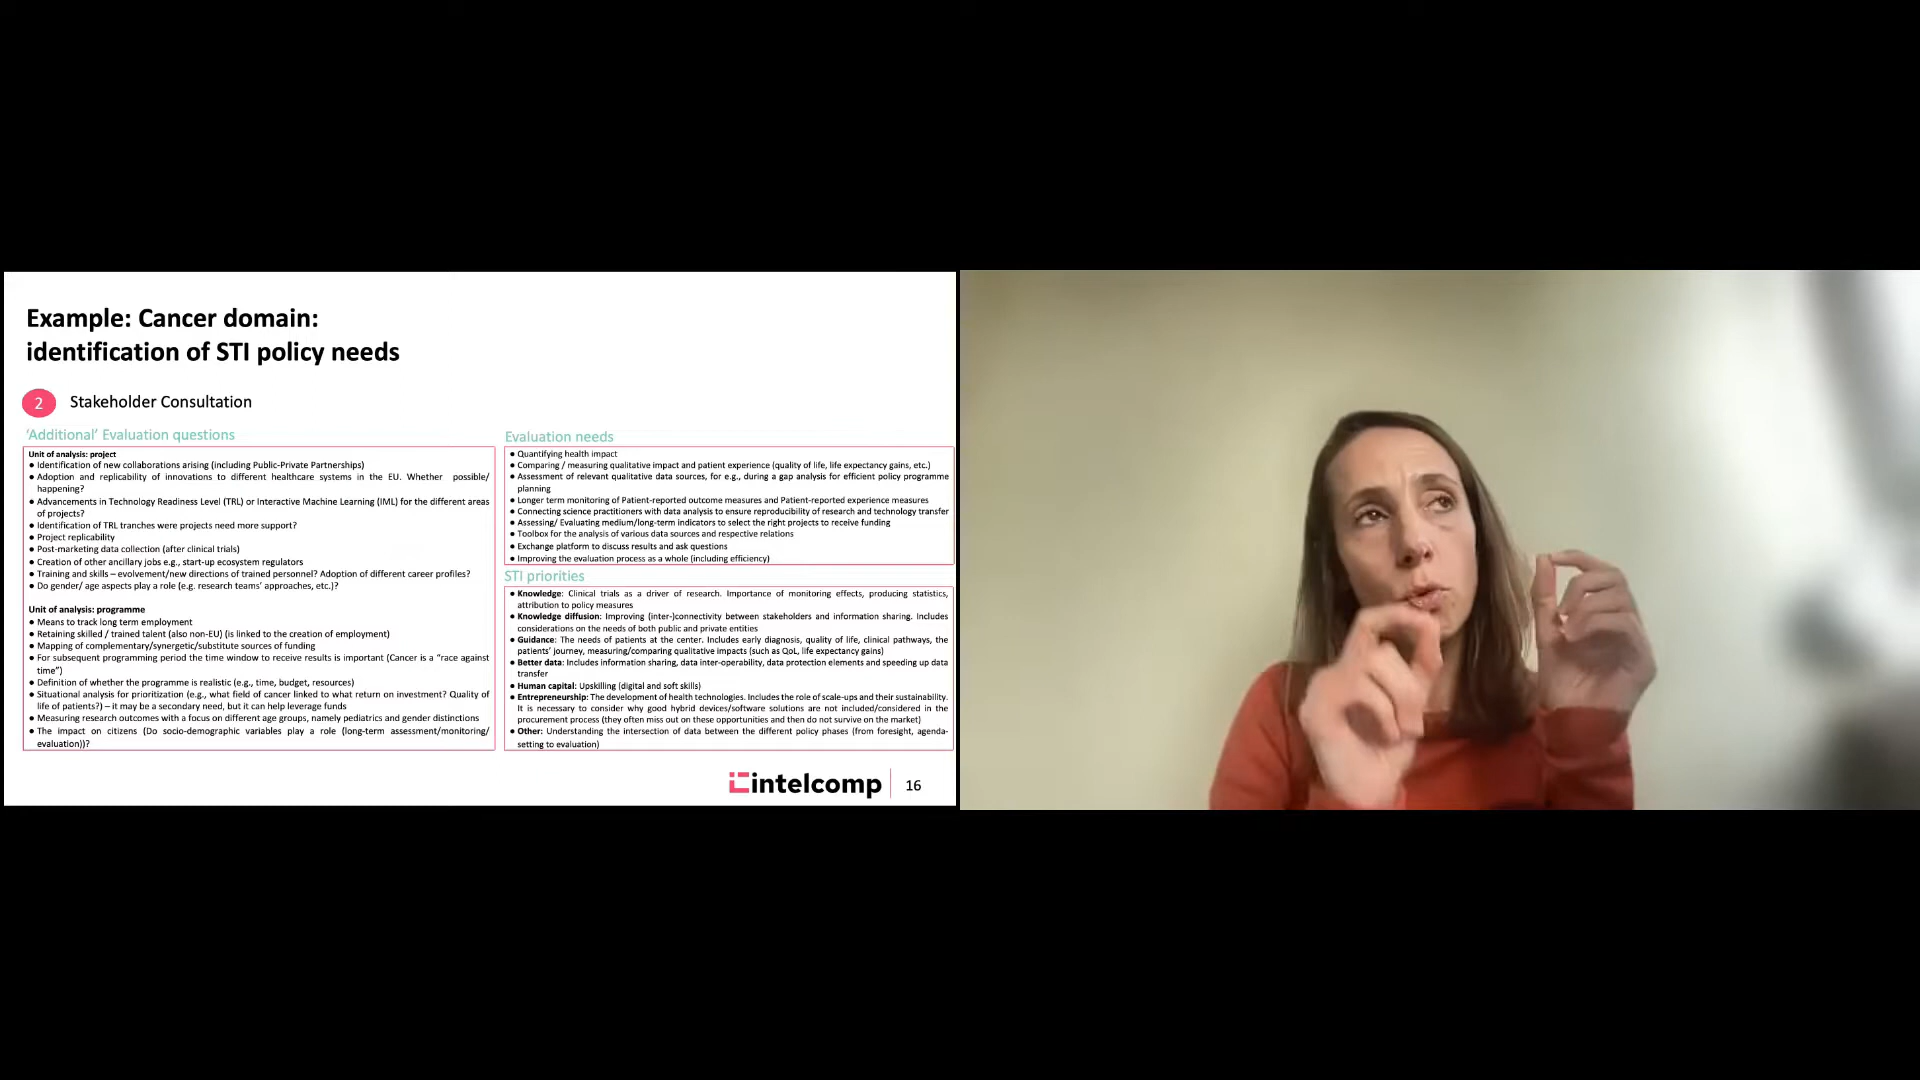 Example: Cancer domain:
identification of STI policy needs
2
Stakeholder Consultation
‘Additional’ Evaluation questions
Unit of analysis: project
● Identification of new collaborations arising (including Public-Private Partnerships)
● Adoption and replicability of innovations to different healthcare systems in the EU. Whether possible/
happening?
● Advancements in Technology Readiness Level (TRL) or Interactive Machine Learning (IML) for the different areas
of projects?
● Identification of TRL tranches were projects need more support?
● Project replicability
● Post-marketing data collection (after clinical trials)
● Creation of other ancillary jobs e.g., start-up ecosystem regulators
● Training and skills – evolvement/new directions of trained personnel? Adoption of different career profiles?
● Do gender/ age aspects play a role (e.g. research teams’ approaches, etc.)?
Unit of analysis: programme
● Means to track long term employment
● Retaining skilled / trained talent (also non-EU) (is linked to the creation of employment)
● Mapping of complementary/synergetic/substitute sources of funding
● For subsequent programming period the time window to receive results is important (Cancer is a “race against
time”)
● Definition of whether the programme is realistic (e.g., time, budget, resources)
● Situational analysis for prioritization (e.g., what field of cancer linked to what return on investment? Quality of
life of patients?) – it may be a secondary need, but it can help leverage funds
● Measuring research outcomes with a focus on different age groups, namely pediatrics and gender distinctions
● The impact on citizens (Do socio-demographic variables play a role (long-term assessment/monitoring/
evaluation))?
Evaluation needs
● Quantifying health impact
● Comparing / measuring qualitative impact and patient experience (quality of life, life expectancy gains, etc.)
● Assessment of relevant qualitative data sources, for e.g., during a gap analysis for efficient policy programme
planning
● Longer term monitoring of Patient-reported outcome measures and Patient-reported experience measures
● Connecting science practitioners with data analysis to ensure reproducibility of research and technology transfer
● Assessing/ Evaluating medium/long-term indicators to select the right projects to receive funding
● Toolbox for the analysis of various data sources and respective relations
● Exchange platform to discuss results and ask questions
● Improving the evaluation process as a whole (including efficiency)
STI priorities
● Knowledge: Clinical trials as a driver of research. Importance of monitoring effects, producing statistics,
attribution to policy measures
● Knowledge diffusion: Improving (inter-)connectivity between stakeholders and information sharing. Includes
considerations on the needs of both public and private entities
● Guidance: The needs of patients at the center. Includes early diagnosis, quality of life, clinical pathways, the
patients’ journey, measuring/comparing qualitative impacts (such as QoL, life expectancy gains)
● Better data: Includes information sharing, data inter-operability, data protection elements and speeding up data
transfer
● Human capital: Upskilling (digital and soft skills)
● Entrepreneurship: The development of health technologies. Includes the role of scale-ups and their sustainability.
It is necessary to consider why good hybrid devices/software solutions are not included/considered in the
procurement process (they often miss out on these opportunities and then do not survive on the market)
● Other: Understanding the intersection of data between the different policy phases (from foresight, agenda-
setting to evaluation)
intelcomp
16